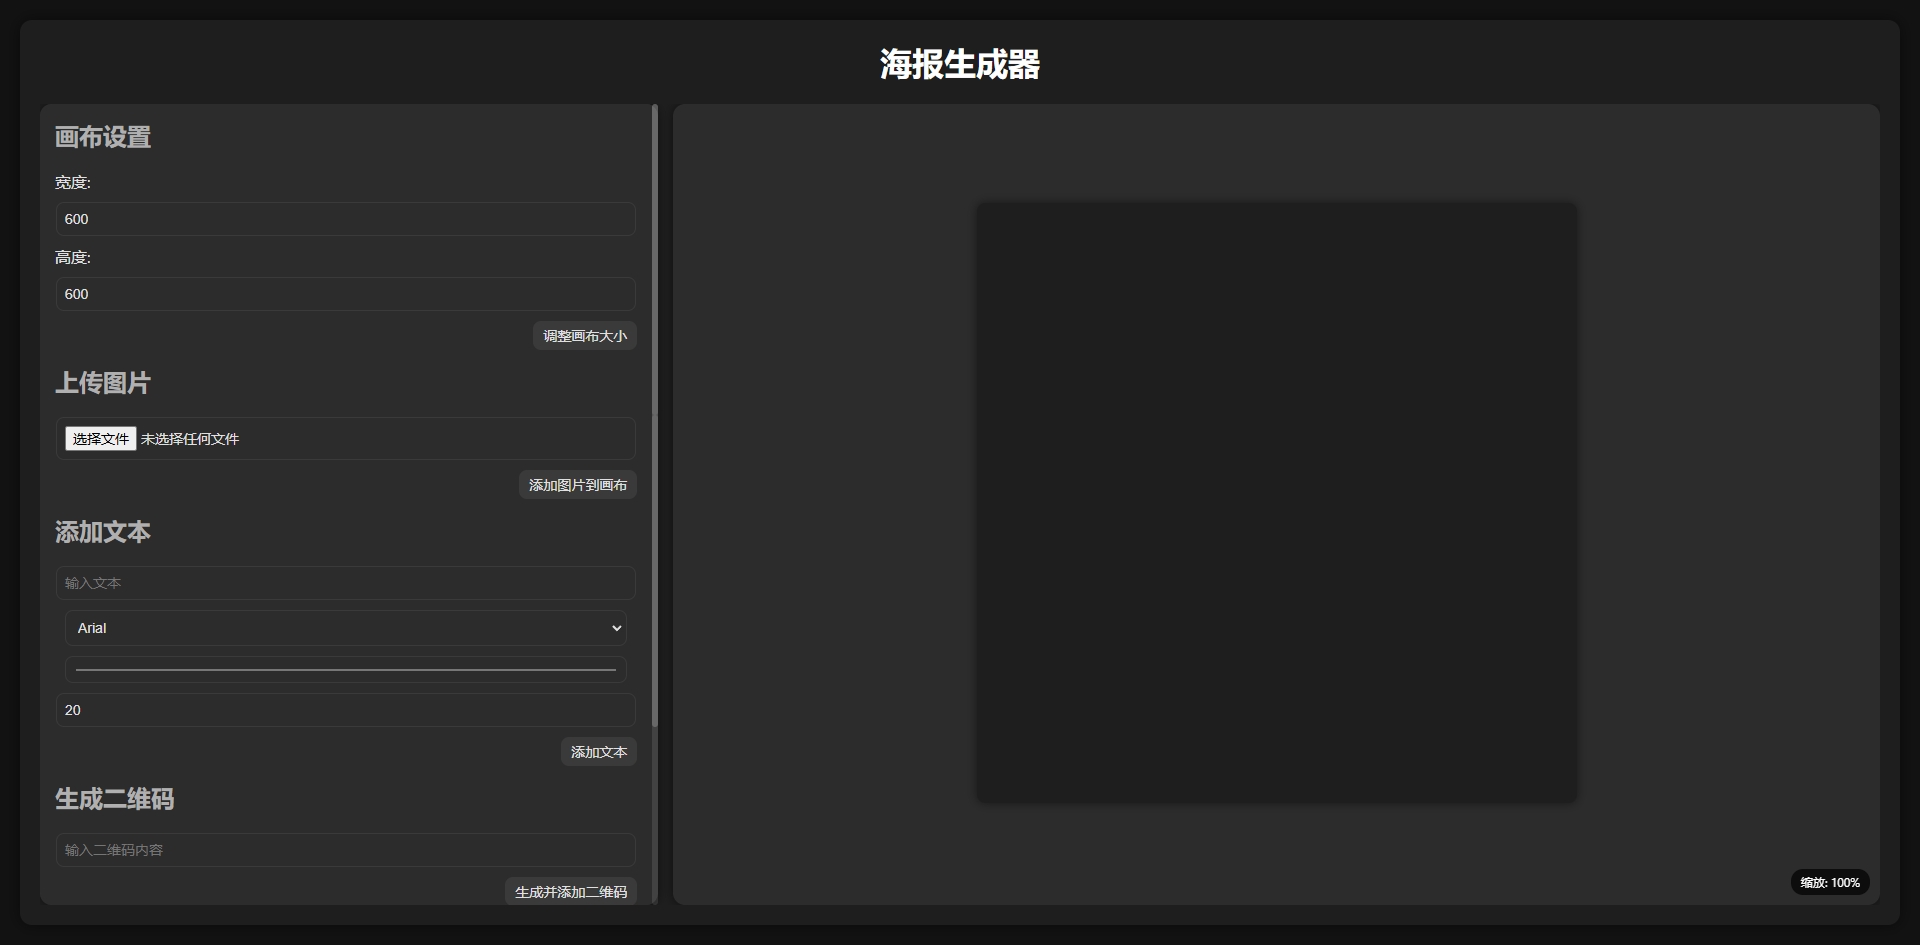 海报生成器
画布设置
宽度:
600
高度:
600
调整画布大小
上传图片
选择文件 未选择任何文件
添加图片到画布
添加文本
输入文本
Arial
20
添加文本
生成二维码
输入二维码内容
生成并添加二维码
缩放: 100%